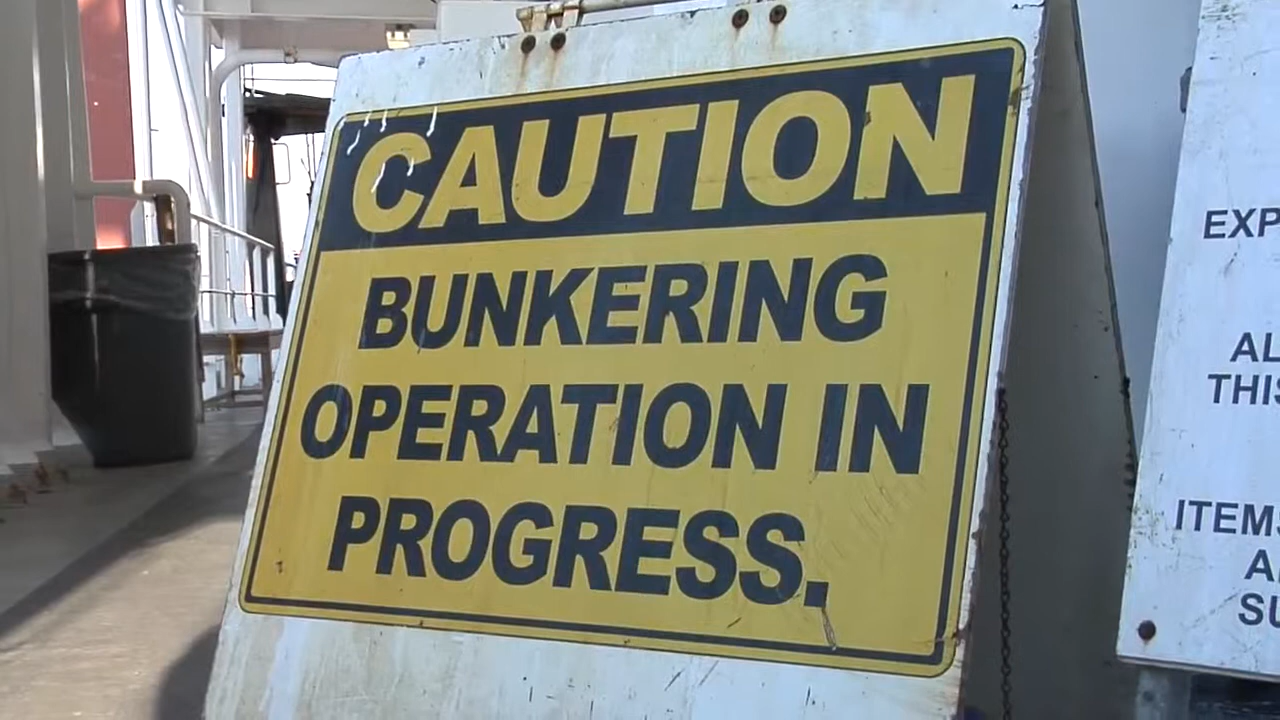 CAUTION
BUNKERING
OPERATION IN
PROGRESS.
EXP
AL
THIS
ITEM
A
SU